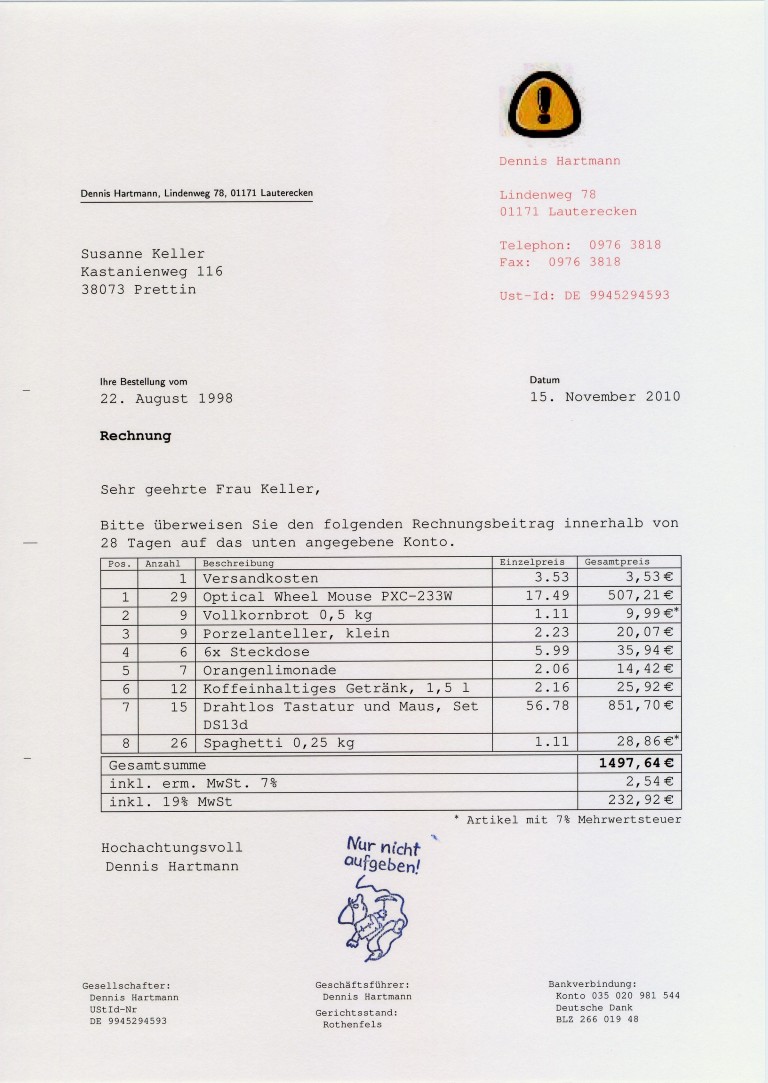 Dennis Hartmann
Lindenweg 78
01171 Lauterecken
Telephon: 0976 3818
Fax: 0976 3818
Ust-Id: DE 9945294593
Dennis Hartmann, Lindenweg 78, 01171 Lauterecken
Susanne Keller
Kastanienweg 116
38073 Prettin
Ihre Bestellung vom Datum
22. August 1998 15. November 2010
Rechnung
Sehr geehrte Frau Keller,
Bitte überweisen Sie den folgenden Rechnungsbeitrag innerhalb von
28 Tagen auf das unten angegebene Konto.
Pos. Anzahl Beschreibung Einzelpreis Gesamtpreis
1 Versandkosten 3.53 3,53€
1 29 Optical Wheel Mouse PXC-233W 17.49 507,21€
2 9 Vollkornbrot 0,5 kg 1.11 9,99€*
3 9 Porzelanteller, klein 2.23 20,07€
4 6 6x Steckdose 5.99 35,94€
5 7 Orangenlimonade 2.06 14,42€
6 12 Koffeinhaltiges Getränk, 1,5 l 2.16 25,92€
7 15 Drahtlos Tastatur und Maus, Set 56.78 851,70€
DS13d
8 26 Spaghetti 0,25 kg 1.11 28,86€*
Gesamtsumme 1497,64€
inkl. erm. MwSt. 7% 2,54€
inkl. 19% MwSt 232,92€
* Artikel mit 7% Mehrwertsteuer
Hochachtungsvoll
Dennis Hartmann
Nur nicht
aufgeben!
Gesellschafter:
Dennis Hartmann
UStId-Nr
DE 9945294593
Geschäftsführer:
Dennis Hartmann
Gerichtsstand:
Rothenfels
Bankverbindung:
Konto 035 020 981 544
Deutsche Dank
BLZ 266 019 48